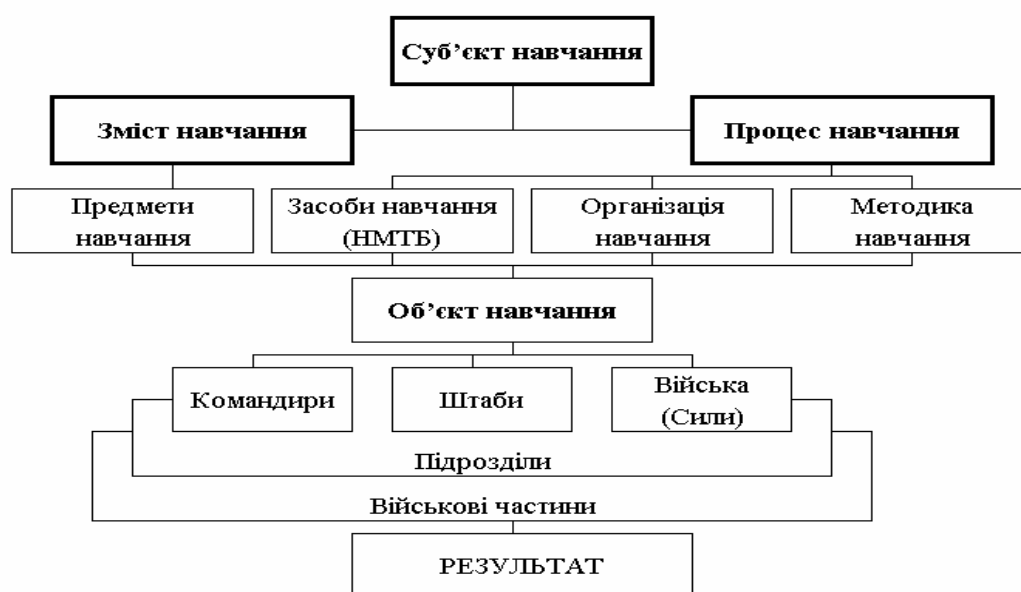 Суб’єкт навчання
Зміст навчання
Процес навчання
Предмети
навчання
Засоби навчання
(НМТБ)
Організація
навчання
Методика
навчання
Об’єкт навчання
Командири
Штаби
Війська
(Сили)
Підрозділи
Військові частини
РЕЗУЛЬТАТ